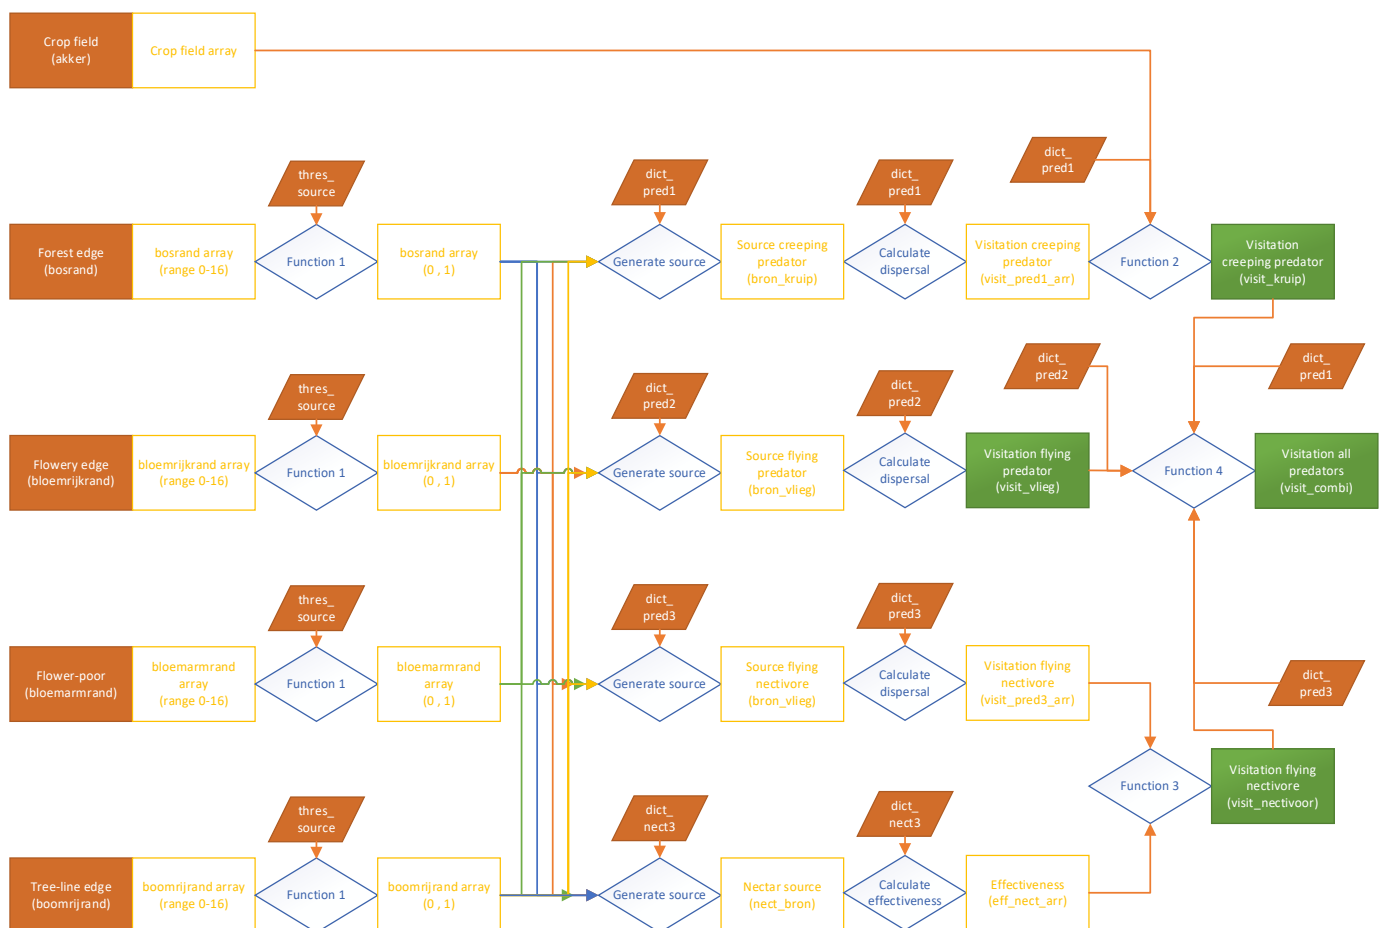 Crop field
(akker)
Crop field array
thres_
source
dict_
pred1
dict_
pred1
dict_
pred1
Forest edge
(bosrand)
bosrand array
(range 0-16)
Function 1
bosrand array
(0 , 1)
Generate source
Source creeping
predator
(bron_kruip)
Calculate
dispersal
Visitation creeping
predator
(visit_pred1_arr)
Function 2
Visitation
creeping predator
(visit_kruip)
thres_
source
dict_
pred2
dict_
pred2
dict_
pred2
dict_
pred1
Flowery edge
(bloemrijkrand)
bloemrijkrand array
(range 0-16)
Function 1
bloemrijkrand array
(0 , 1)
Generate source
Source flying
predator
(bron_vlieg)
Calculate
dispersal
Visitation flying
predator
(visit_vlieg)
Function 4
Visitation all
predators
(visit_combi)
thres_
source
dict_
pred3
dict_
pred3
Flower-poor
(bloemarmrand)
bloemarmrand
array
(range 0-16)
Function 1
bloemarmrand
array
(0 , 1)
Generate source
Source flying
nectivore
(bron_vlieg)
Calculate
dispersal
Visitation flying
nectivore
(visit_pred3_arr)
dict_
pred3
Function 3
Visitation flying
nectivore
(visit_nectivoor)
thres_
source
dict_
nect3
dict_
nect3
Tree-line edge
(boomrijrand)
boomrijrand array
(range 0-16)
Function 1
boomrijrand array
(0 , 1)
Generate source
Nectar source
(nect_bron)
Calculate
effectiveness
Effectiveness
(eff_nect_arr)